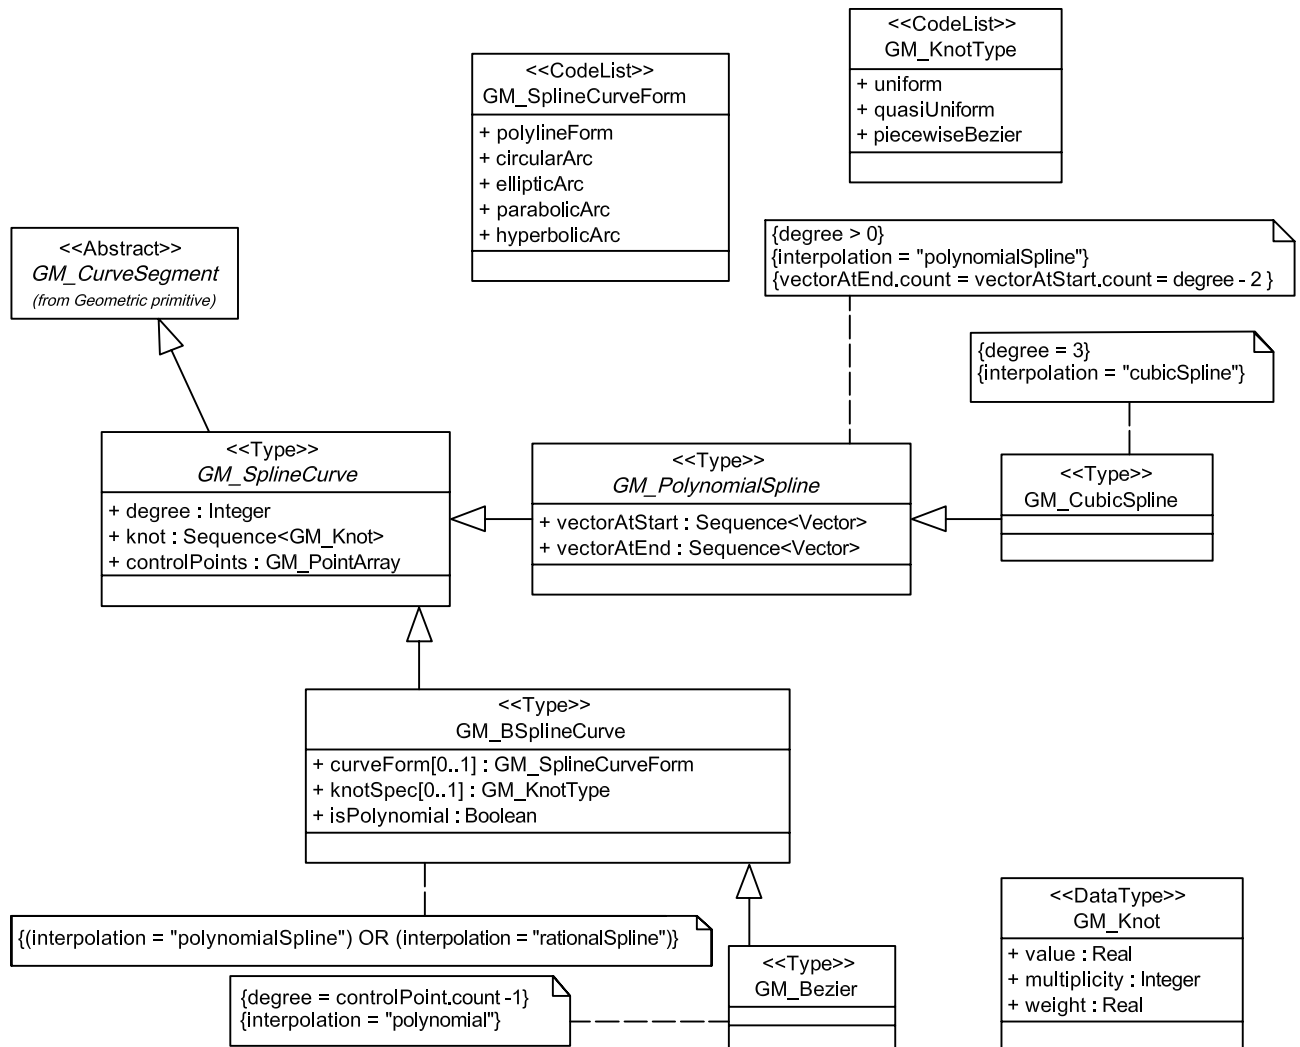 <<CodeList>>
GM_KnotType
+ uniform
+ quasiUniform
+ piecewiseBezier
<<CodeList>>
GM_SplineCurveForm
+ polylineForm
+ circularArc
+ ellipticArc
+ parabolicArc
+ hyperbolicArc
<<Abstract>>
GM_CurveSegment
(from Geometric primitive)
{degree > 0}
{interpolation = "polynomialSpline"}
{vectorAtEnd.count = vectorAtStart.count = degree - 2 }
{degree = 3}
{interpolation = "cubicSpline"}
<<Type>>
GM_SplineCurve
+ degree : Integer
+ knot : Sequence<GM_Knot>
+ controlPoints : GM_PointArray
<<Type>>
GM_PolynomialSpline
+ vectorAtStart : Sequence<Vector>
+ vectorAtEnd : Sequence<Vector>
<<Type>>
GM_CubicSpline
<<Type>>
GM_BSplineCurve
+ curveForm[0..1] : GM_SplineCurveForm
+ knotSpec[0..1] : GM_KnotType
+ isPolynomial : Boolean
{(interpolation = "polynomialSpline") OR (interpolation = "rationalSpline")}
<<Type>>
GM_Bezier
{degree = controlPoint.count -1}
{interpolation = "polynomial"}
<<DataType>>
GM_Knot
+ value : Real
+ multiplicity : Integer
+ weight : Real